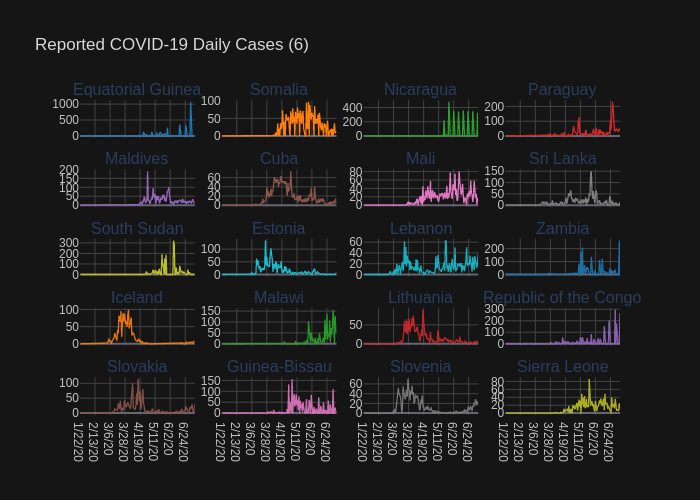 Reported COVID-19 Daily Cases (6)
Equatorial Guinea Somalia Nicaragua Paraguay
1000 500 0
100 50 0
400 200 0
200 100 0
Maldives Cuba Mali Sri Lanka
200 150 100 50 0
60 40 20 0
80 60 40 20 0
150 100 50 0
South Sudan Estonia Lebanon Zambia
300 200 100 0
100 50 0
60 40 20 0
200 100 0
Iceland Malawi Lithuania Republic of the Congo
100 50 0
150 100 50 0
50 0
300 200 100 0
Slovakia Guinea-Bissau Slovenia Sierra Leone
100 50 0
150 100 50 0
60 40 20 0
80 60 40 20 0
1/22/20 2/13/20 3/6/20 3/28/20 4/19/20 5/11/20 6/2/20 6/24/20
1/22/20 2/13/20 3/6/20 3/28/20 4/19/20 5/11/20 6/2/20 6/24/20
1/22/20 2/13/20 3/6/20 3/28/20 4/19/20 5/11/20 6/2/20 6/24/20
1/22/20 2/13/20 3/6/20 3/28/20 4/19/20 5/11/20 6/2/20 6/24/20